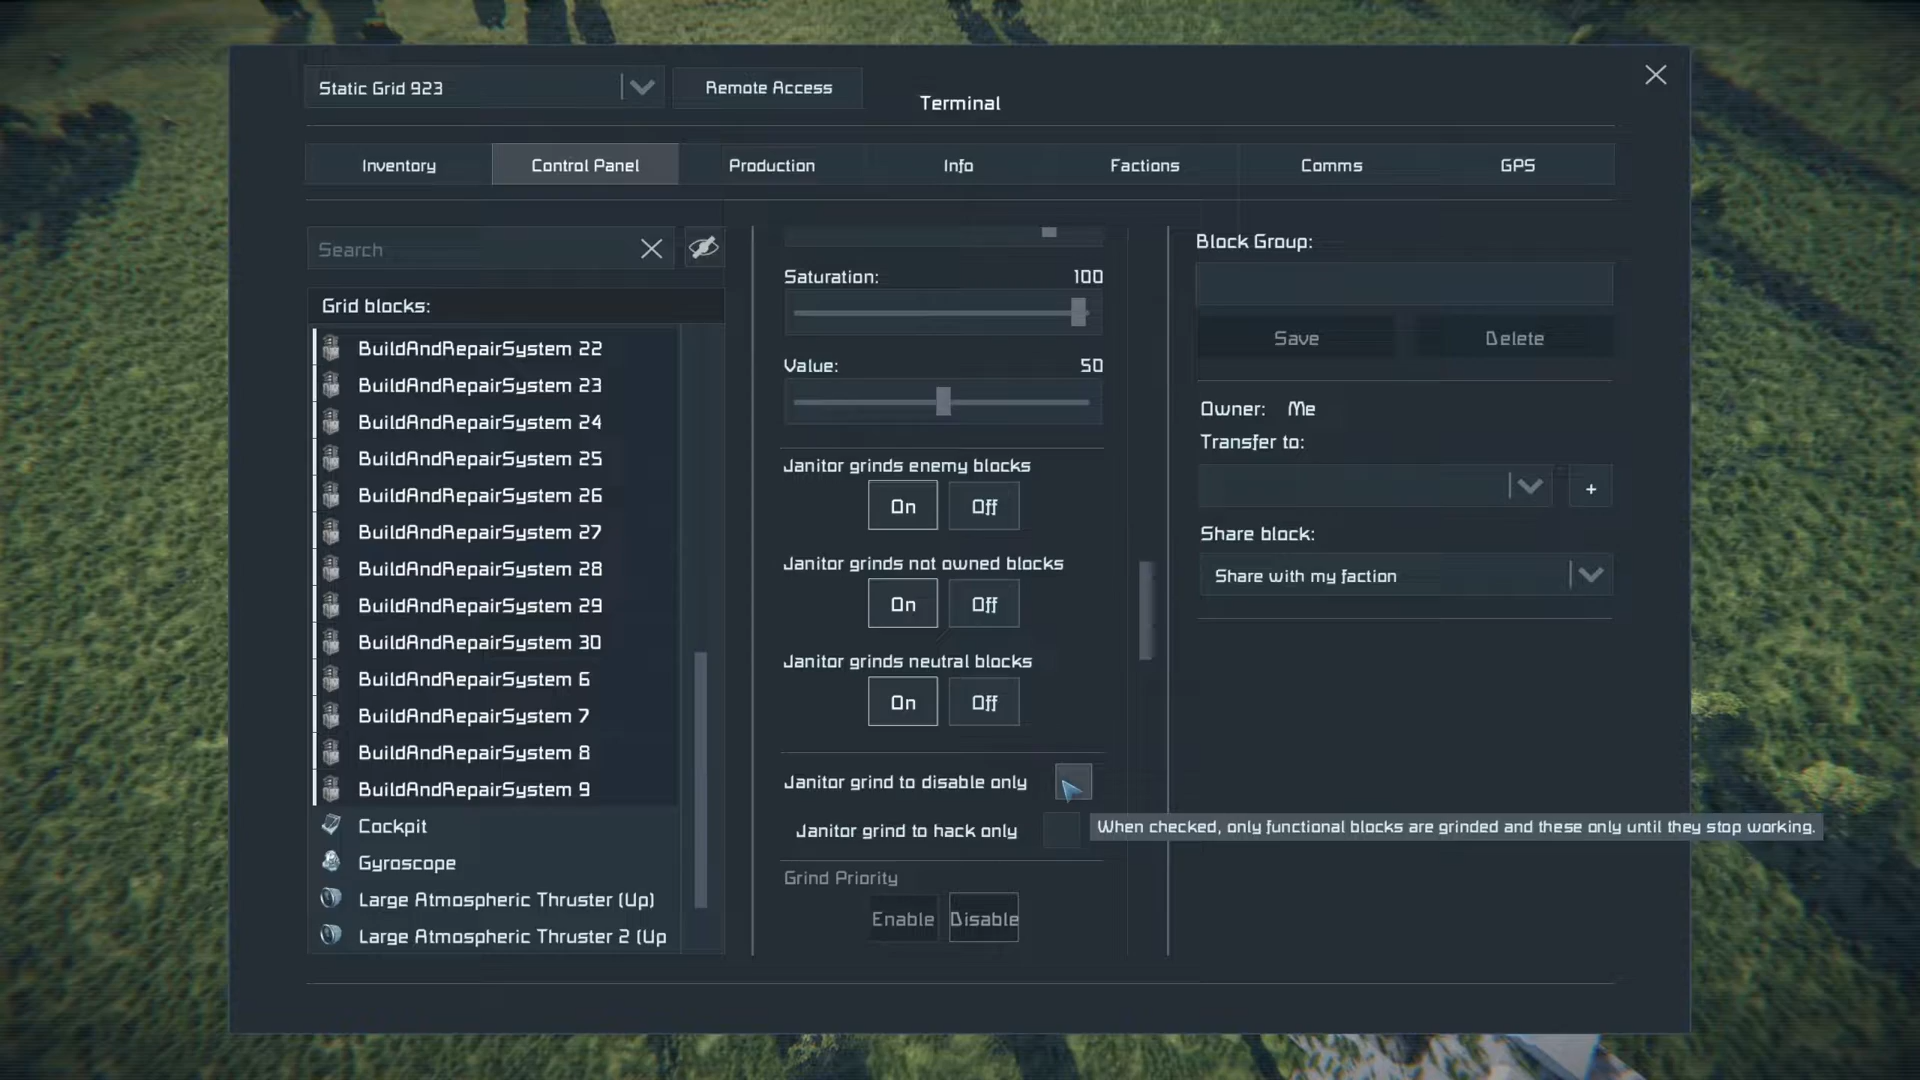 Static Grid 923
Remote Access
Terminal
Inventory
Control Panel
Production
Info
Factions
Comms
GPS
Search
Grid blocks:
BuildAndRepairSystem 22
BuildAndRepairSystem 23
BuildAndRepairSystem 24
BuildAndRepairSystem 25
BuildAndRepairSystem 26
BuildAndRepairSystem 27
BuildAndRepairSystem 28
BuildAndRepairSystem 29
BuildAndRepairSystem 30
BuildAndRepairSystem 6
BuildAndRepairSystem 7
BuildAndRepairSystem 8
BuildAndRepairSystem 9
Cockpit
Gyroscope
Large Atmospheric Thruster (Up)
Large Atmospheric Thruster 2 (Up
Saturation: 100
Value: 50
Janitor grinds enemy blocks
On Off
Janitor grinds not owned blocks
On Off
Janitor grinds neutral blocks
On Off
Janitor grind to disable only
Janitor grind to hack only
When checked, only functional blocks are grinded and these only until they stop working.
Grind Priority
Enable Disable
Block Group:
Save Delete
Owner: Me
Transfer to:
+
Share block:
Share with my faction